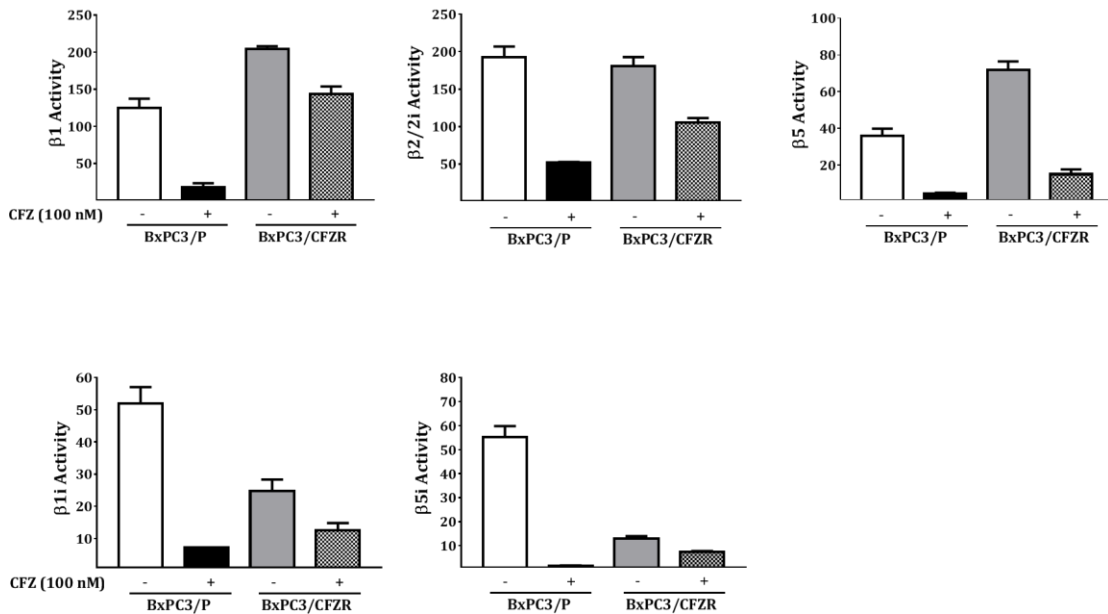 β1 Activity
250
200
150
100
50
CFZ (100 nM)
- + - +
BxPC3/P BxPC3/CFZR
β2/2i Activity
250
200
150
100
50
- + - +
BxPC3/P BxPC3/CFZR
β5 Activity
100
80
60
40
20
- + - +
BxPC3/P BxPC3/CFZR
β1i Activity
60
50
40
30
20
10
CFZ (100 nM)
- + - +
BxPC3/P BxPC3/CFZR
β5i Activity
80
70
60
50
40
30
20
10
- + - +
BxPC3/P BxPC3/CFZR